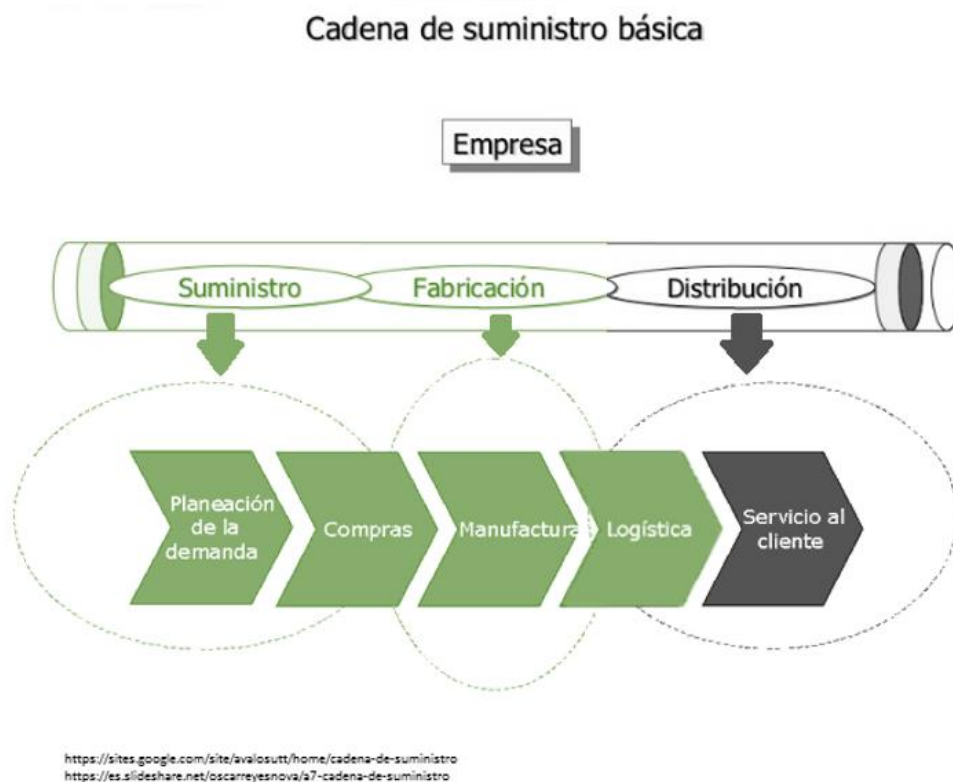 Cadena de suministro básica
Empresa
Suministro
Fabricación
Distribución
Planeación
de la
demanda
Compras
Manufactura
Logística
Servicio al
cliente
https://sites.google.com/site/avalosutt/home/cadena-de-suministro
https://es.slideshare.net/oscarreyesnova/a7-cadena-de-suministro